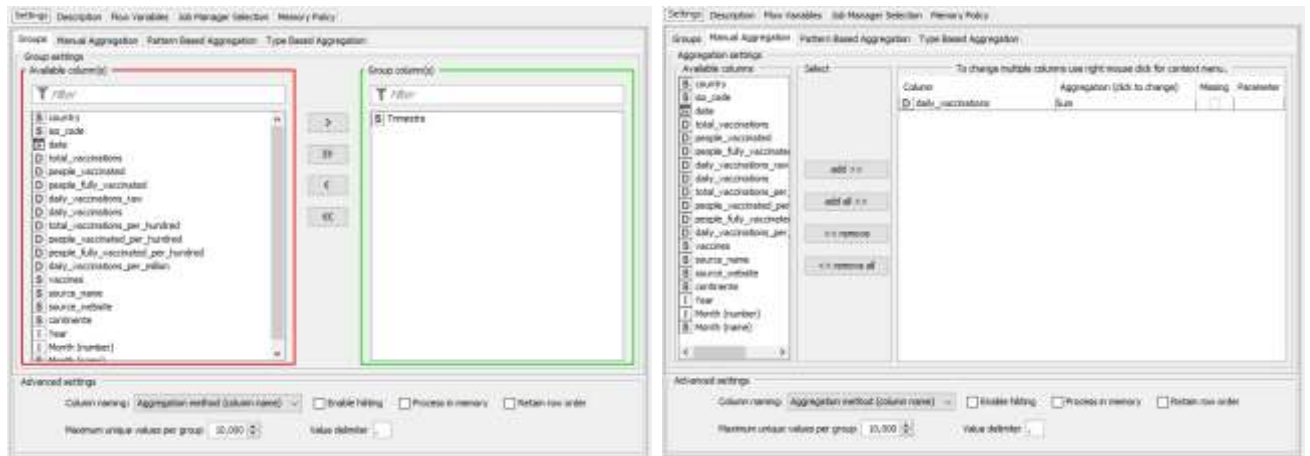 Settings Description Flow Variables Job Manager Selection Memory Policy
Groups Manual Aggregation Pattern Based Aggregation Type Based Aggregation
Group settings
Available column(s)
Filter
S country
S iso_code
date
D total_vaccinations
D people_vaccinated
D people_fully_vaccinated
D daily_vaccinations_raw
D daily_vaccinations
D total_vaccinations_per_hundred
D people_vaccinated_per_hundred
D people_fully_vaccinated_per_hundred
D daily_vaccinations_per_million
S vaccines
S source_name
S source_website
S continente
I Year
I Month (number)
S Month (name)
>
>>
<
<<
Group column(s)
Filter
S Trimestre
Advanced settings
Column naming: Aggregation method (column name) Enable hiliting Process in memory Retain row order
Maximum unique values per group 10,000 Value delimiter ,
Settings Description Flow Variables Job Manager Selection Memory Policy
Groups Manual Aggregation Pattern Based Aggregation Type Based Aggregation
Aggregation settings
Available columns
S country
S iso_code
date
D total_vaccinations
D people_vaccinated
D people_fully_vaccinate
D daily_vaccinations_raw
D daily_vaccinations
D total_vaccinations_per_
D people_vaccinated_per
D people_fully_vaccinate
D daily_vaccinations_per_
S vaccines
S source_name
S source_website
S continente
I Year
I Month (number)
S Month (name)
Select
add >>
add all >>
<< remove
<< remove all
To change multiple columns use right mouse click for context menu.
Column Aggregation (click to change) Missing Parameter
D daily_vaccinations Sum
Advanced settings
Column naming: Aggregation method (column name) Enable hiliting Process in memory Retain row order
Maximum unique values per group 10,000 Value delimiter ,